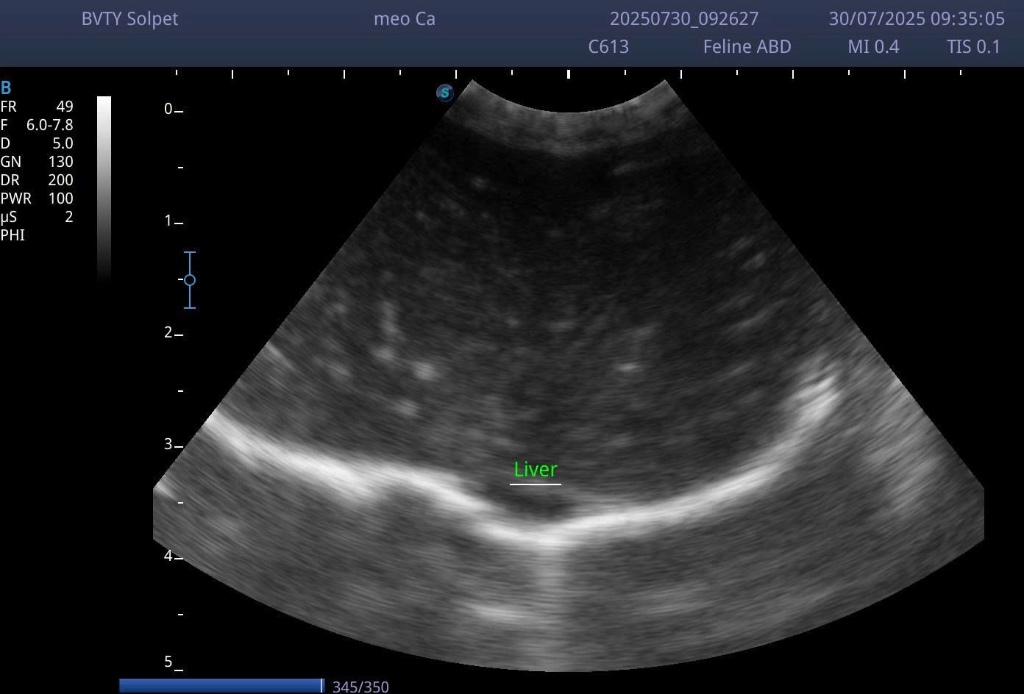 BVTY Solpet meo Ca 20250730_092627 30/07/2025 09:35:05
C613 Feline ABD MI 0.4 TIS 0.1
B
FR 49
F 6.0-7.8
D 5.0
GN 130
DR 200
PWR 100
µS 2
PHI
S
0
1
2
3
Liver
4
5
345/350